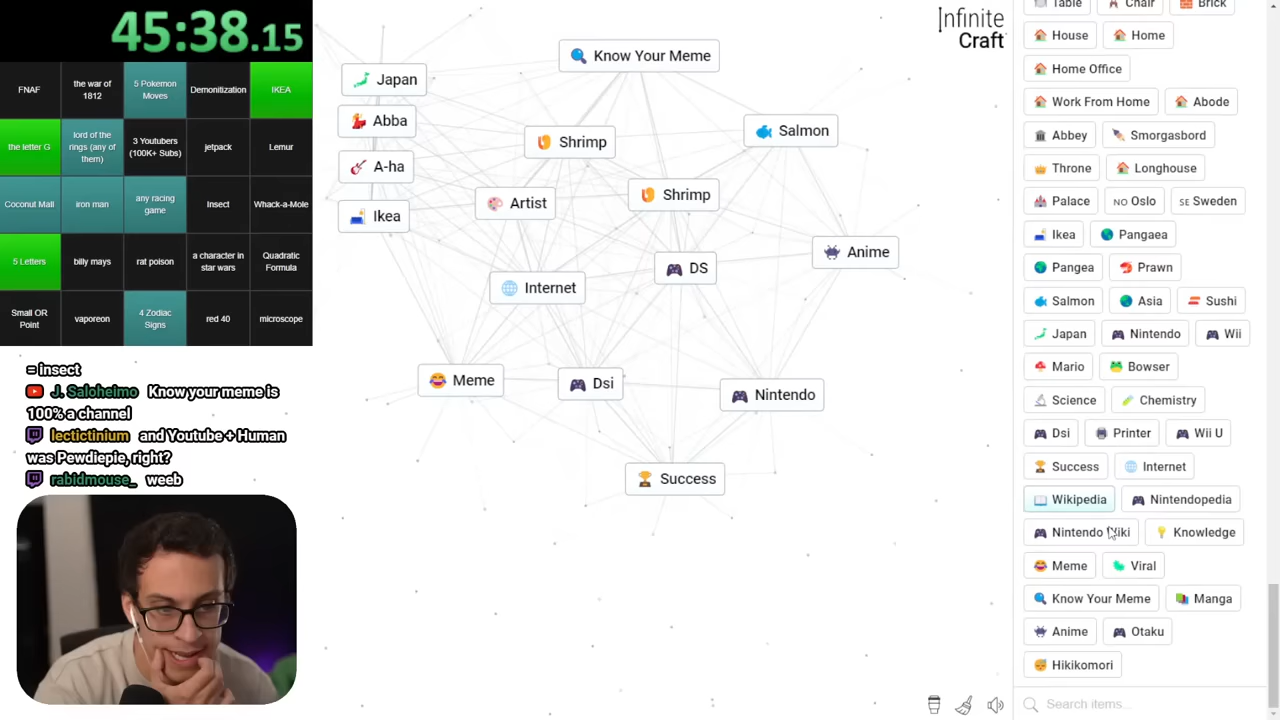 45:38.15
FNAF
the war of
1812
5 Pokemon
Moves
Demonitization
IKEA
the letter G
lord of the
rings (any of
them)
3 Youtubers
(100K+ Subs)
jetpack
Lemur
Coconut Mall
iron man
any racing
game
Insect
Whack-a-Mole
5 Letters
billy mays
rat poison
a character in
star wars
Quadratic
Formula
Small OR
Point
vaporeon
4 Zodiac
Signs
red 40
microscope
= insect
J. Saloheimo Know your meme is
100% a channel
lectictinium and Youtube + Human
was Pewdiepie, right?
rabidmouse_ weeb
Infinite
Craft
Know Your Meme
Japan
Abba
A-ha
Ikea
Shrimp
Salmon
Artist
Shrimp
Anime
DS
Internet
Meme
Dsi
Nintendo
Success
Table Chair Brick
House Home
Home Office
Work From Home Abode
Abbey Smorgasbord
Throne Longhouse
Palace NO Oslo SE Sweden
Ikea Pangaea
Pangea Prawn
Salmon Asia Sushi
Japan Nintendo Wii
Mario Bowser
Science Chemistry
Dsi Printer Wii U
Success Internet
Wikipedia Nintendopedia
Nintendo Wiki Knowledge
Meme Viral
Know Your Meme Manga
Anime Otaku
Hikikomori
Search items...